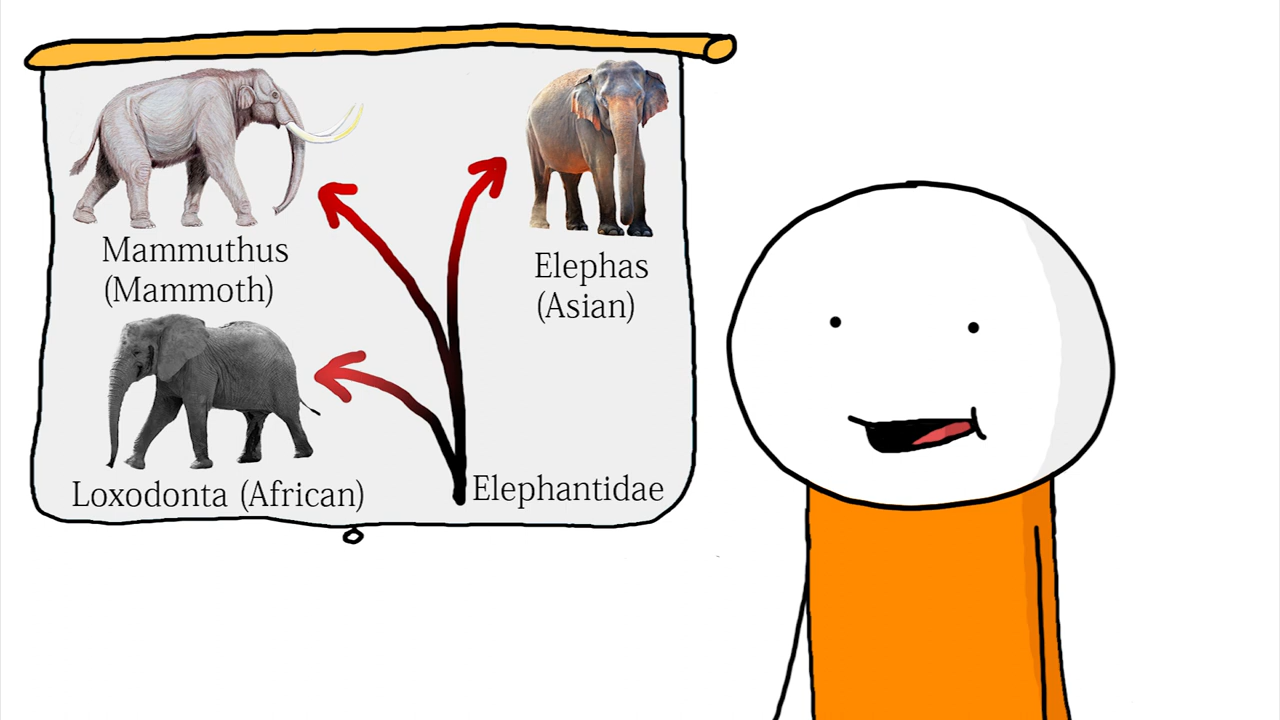 Mammuthus
(Mammoth)
Elephas
(Asian)
Loxodonta (African)
Elephantidae